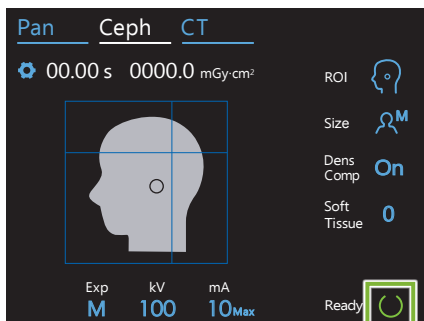 Pan Ceph CT
00.00 s 0000.0 mGy·cm²
ROI
Size M
Dens
Comp On
Soft
Tissue 0
Exp kV mA
M 100 10Max
Ready